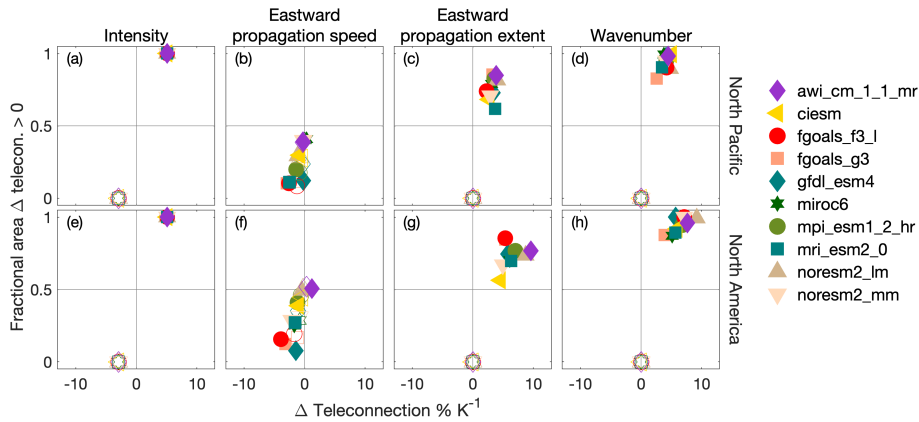 Intensity
Eastward
propagation speed
Eastward
propagation extent
Wavenumber
(a)
(b)
(c)
(d)
1
0.5
0
North Pacific
(e)
(f)
(g)
(h)
1
0.5
0
North America
-10 0 10
-10 0 10
-10 0 10
-10 0 10
Fractional area Δ telecon. > 0
Δ Teleconnection % K⁻¹
awi_cm_1_1_mr
ciesm
fgoals_f3_l
fgoals_g3
gfdl_esm4
miroc6
mpi_esm1_2_hr
mri_esm2_0
noresm2_lm
noresm2_mm